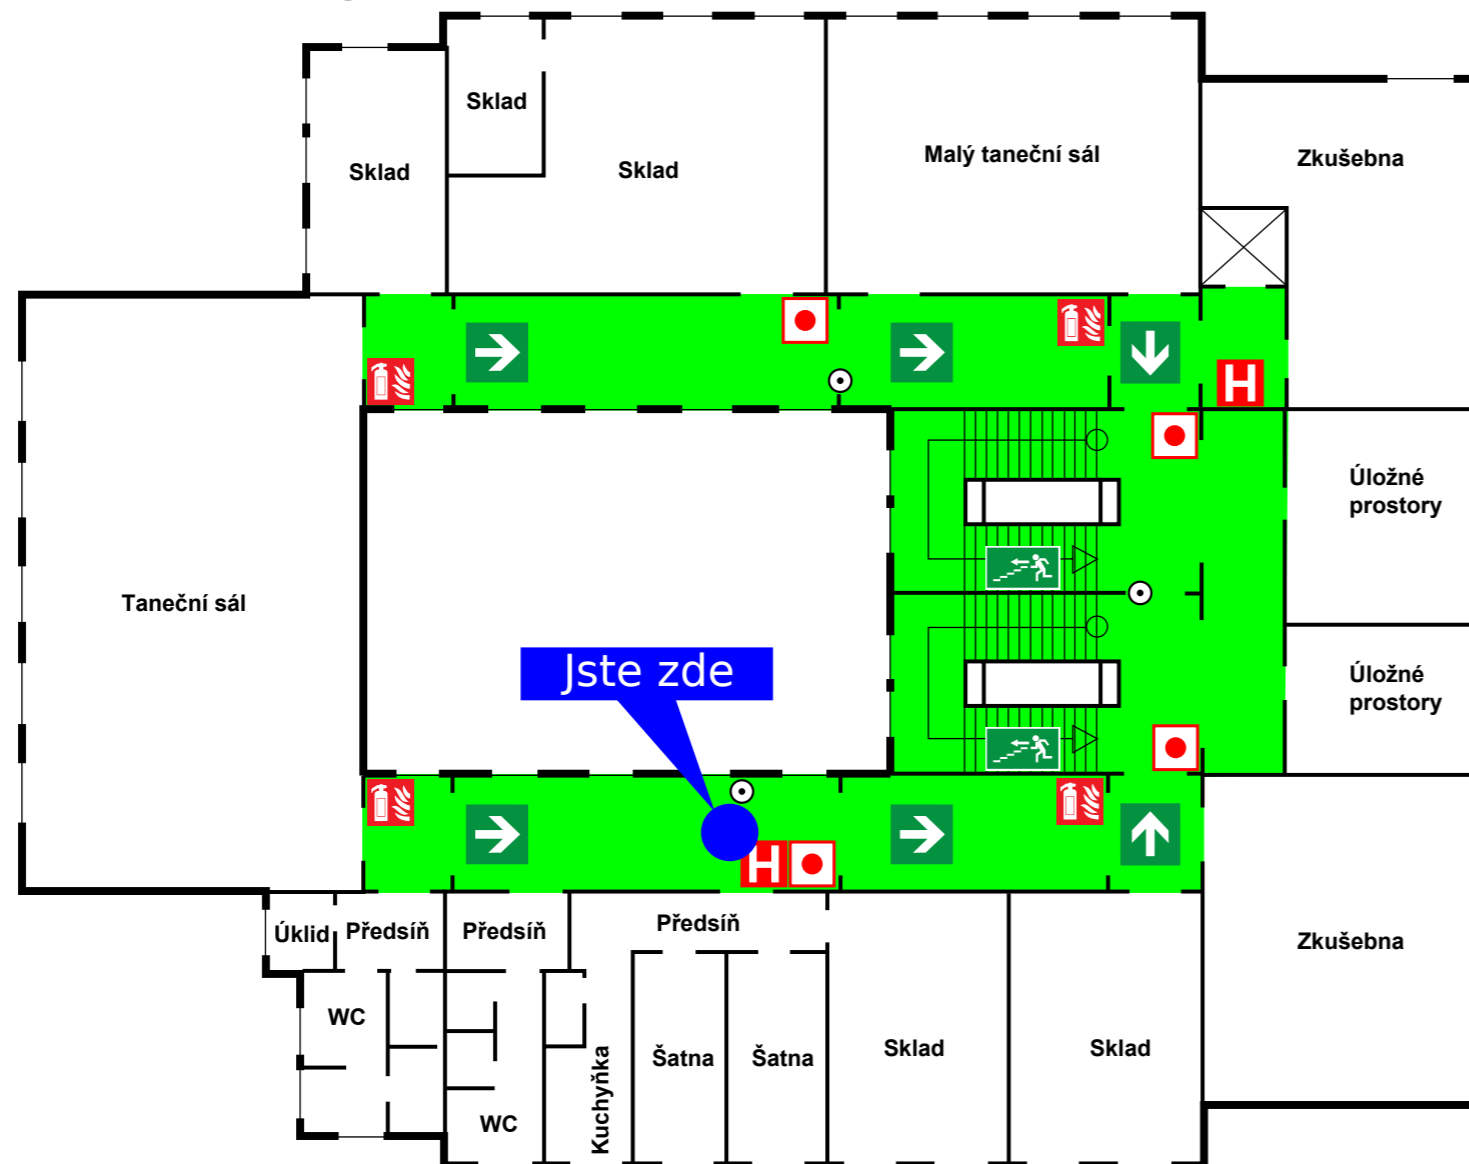 Sklad
Malý taneční sál
Zkušebna
Sklad
Sklad
H
Úložné
prostory
Taneční sál
Jste zde
Úložné
prostory
H
Úklid
Předsíň
Předsíň
Předsíň
Zkušebna
WC
Kuchyňka
Šatna
Šatna
Sklad
Sklad
WC